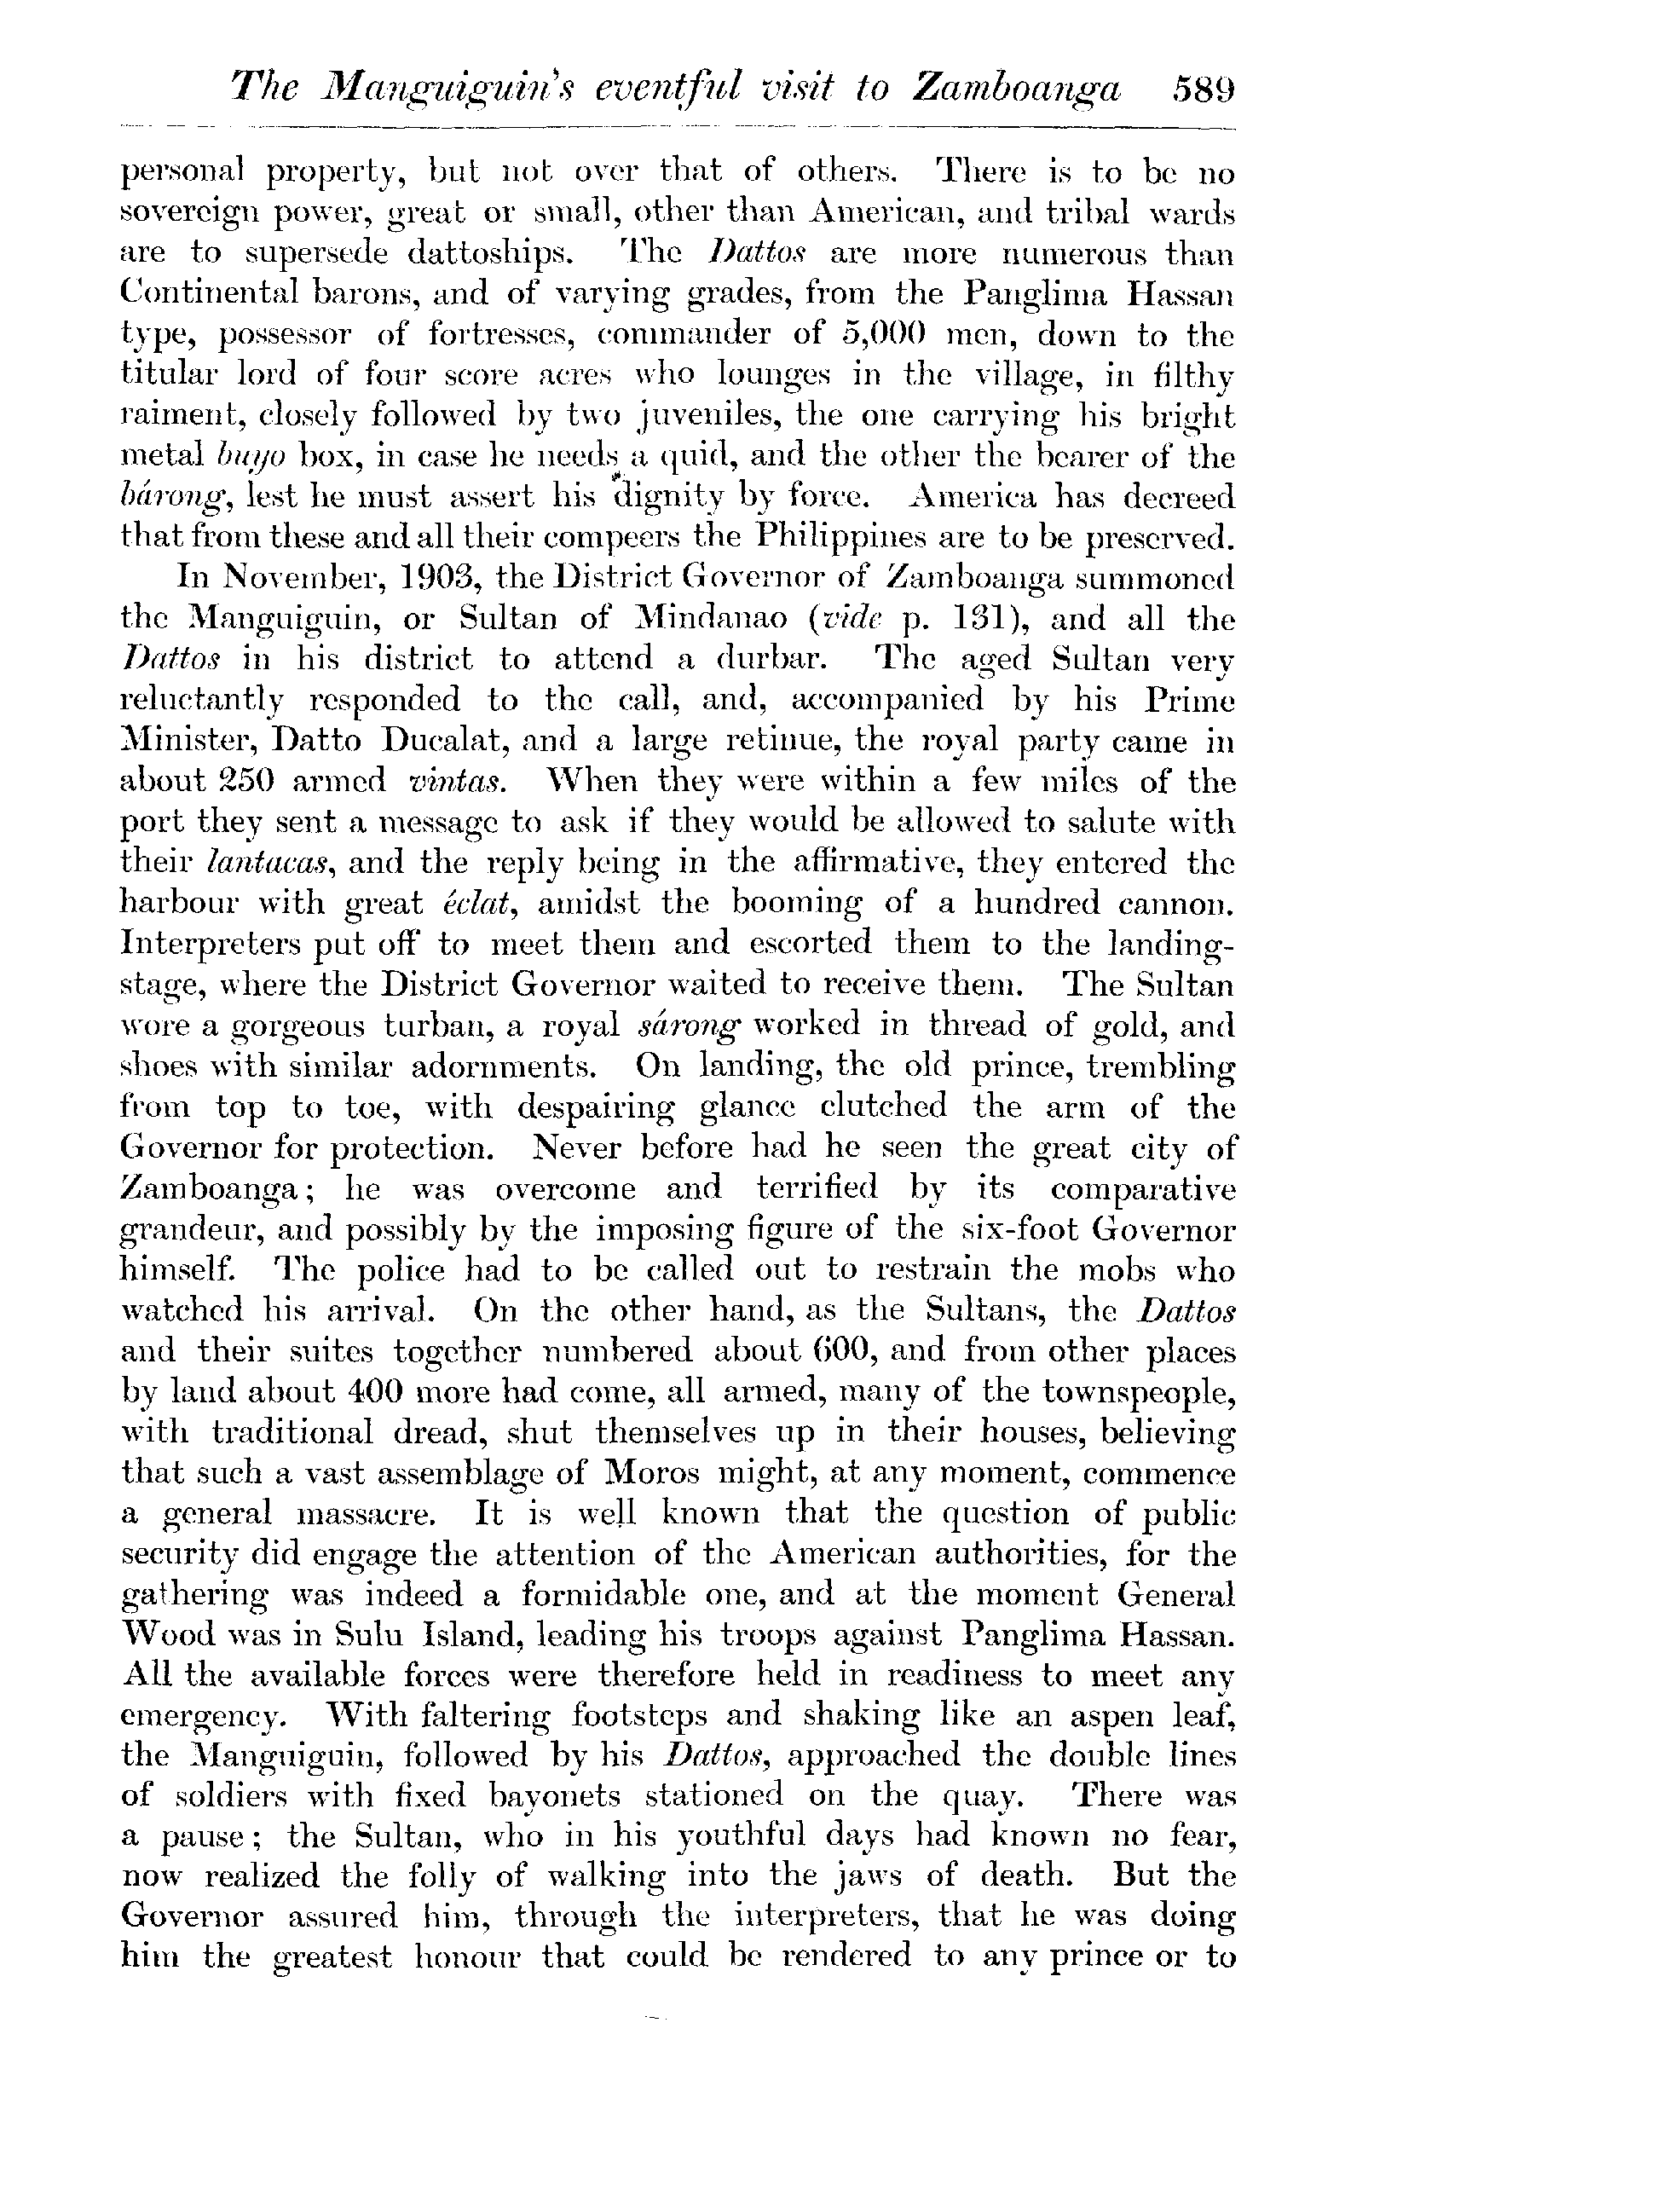 The Manguiguin's eventful visit to Zamboanga 589
personal property, but not over that of others. There is to be no
sovereign power, great or small, other than American, and tribal wards
are to supersede dattoships. The Dattos are more numerous than
Continental barons, and of varying grades, from the Panglima Hassan
type, possessor of fortresses, commander of 5,000 men, down to the
titular lord of four score acres who lounges in the village, in filthy
raiment, closely followed by two juveniles, the one carrying his bright
metal buyo box, in case he needs a quid, and the other the bearer of the
bárong, lest he must assert his dignity by force. America has decreed
that from these and all their compeers the Philippines are to be preserved.
In November, 1903, the District Governor of Zamboanga summoned
the Manguiguin, or Sultan of Mindanao (vide p. 131), and all the
Dattos in his district to attend a durbar. The aged Sultan very
reluctantly responded to the call, and, accompanied by his Prime
Minister, Datto Ducalat, and a large retinue, the royal party came in
about 250 armed vintas. When they were within a few miles of the
port they sent a message to ask if they would be allowed to salute with
their lantacas, and the reply being in the affirmative, they entered the
harbour with great éclat, amidst the booming of a hundred cannon.
Interpreters put off to meet them and escorted them to the landing-
stage, where the District Governor waited to receive them. The Sultan
wore a gorgeous turban, a royal sárong worked in thread of gold, and
shoes with similar adornments. On landing, the old prince, trembling
from top to toe, with despairing glance clutched the arm of the
Governor for protection. Never before had he seen the great city of
Zamboanga; he was overcome and terrified by its comparative
grandeur, and possibly by the imposing figure of the six-foot Governor
himself. The police had to be called out to restrain the mobs who
watched his arrival. On the other hand, as the Sultans, the Dattos
and their suites together numbered about 600, and from other places
by land about 400 more had come, all armed, many of the townspeople,
with traditional dread, shut themselves up in their houses, believing
that such a vast assemblage of Moros might, at any moment, commence
a general massacre. It is well known that the question of public
security did engage the attention of the American authorities, for the
gathering was indeed a formidable one, and at the moment General
Wood was in Sulu Island, leading his troops against Panglima Hassan.
All the available forces were therefore held in readiness to meet any
emergency. With faltering footsteps and shaking like an aspen leaf,
the Manguiguin, followed by his Dattos, approached the double lines
of soldiers with fixed bayonets stationed on the quay. There was
a pause; the Sultan, who in his youthful days had known no fear,
now realized the folly of walking into the jaws of death. But the
Governor assured him, through the interpreters, that he was doing
him the greatest honour that could be rendered to any prince or to